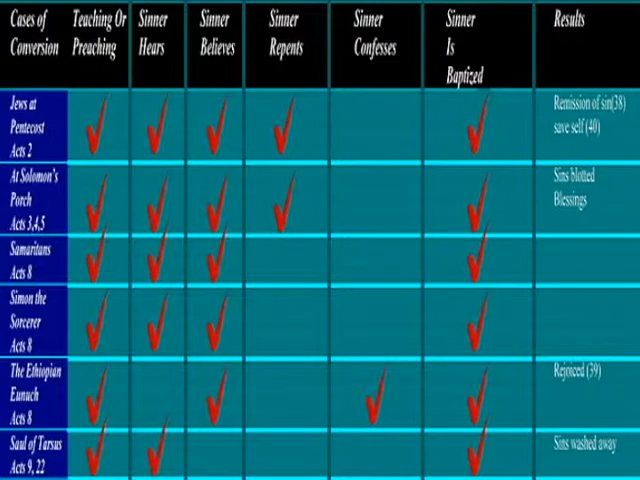 Cases of Conversion
Teaching Or Preaching
Sinner Hears
Sinner Believes
Sinner Repents
Sinner Confesses
Sinner Is Baptized
Results
Jews at Pentecost Acts 2
Remission of sin(38)
save self (40)
At Solomon's Porch Acts 3,4,5
Sins blotted
Blessings
Samaritans Acts 8
Simon the Sorcerer Acts 8
The Ethiopian Eunuch Acts 8
Rejoiced (39)
Saul of Tarsus Acts 9, 22
Sins washed away